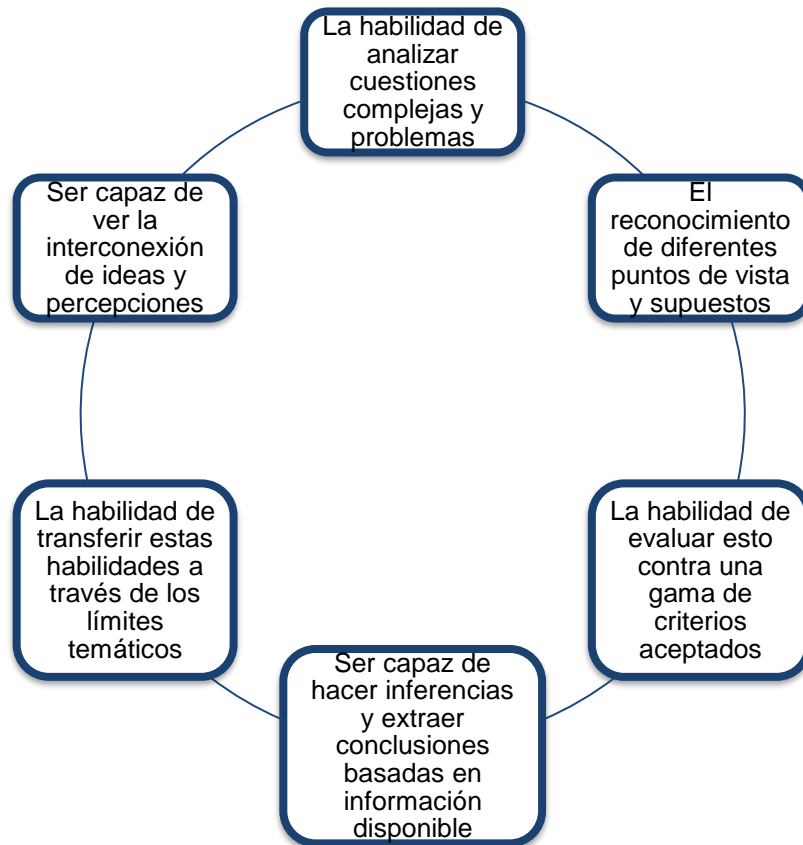 La habilidad de
analizar
cuestiones
complejas y
problemas
El
reconocimiento
de diferentes
puntos de vista
y supuestos
La habilidad de
evaluar esto
contra una
gama de
criterios
aceptados
Ser capaz de
hacer inferencias
y extraer
conclusiones
basadas en
información
disponible
La habilidad de
transferir estas
habilidades a
través de los
límites
temáticos
Ser capaz de
ver la
interconexión
de ideas y
percepciones